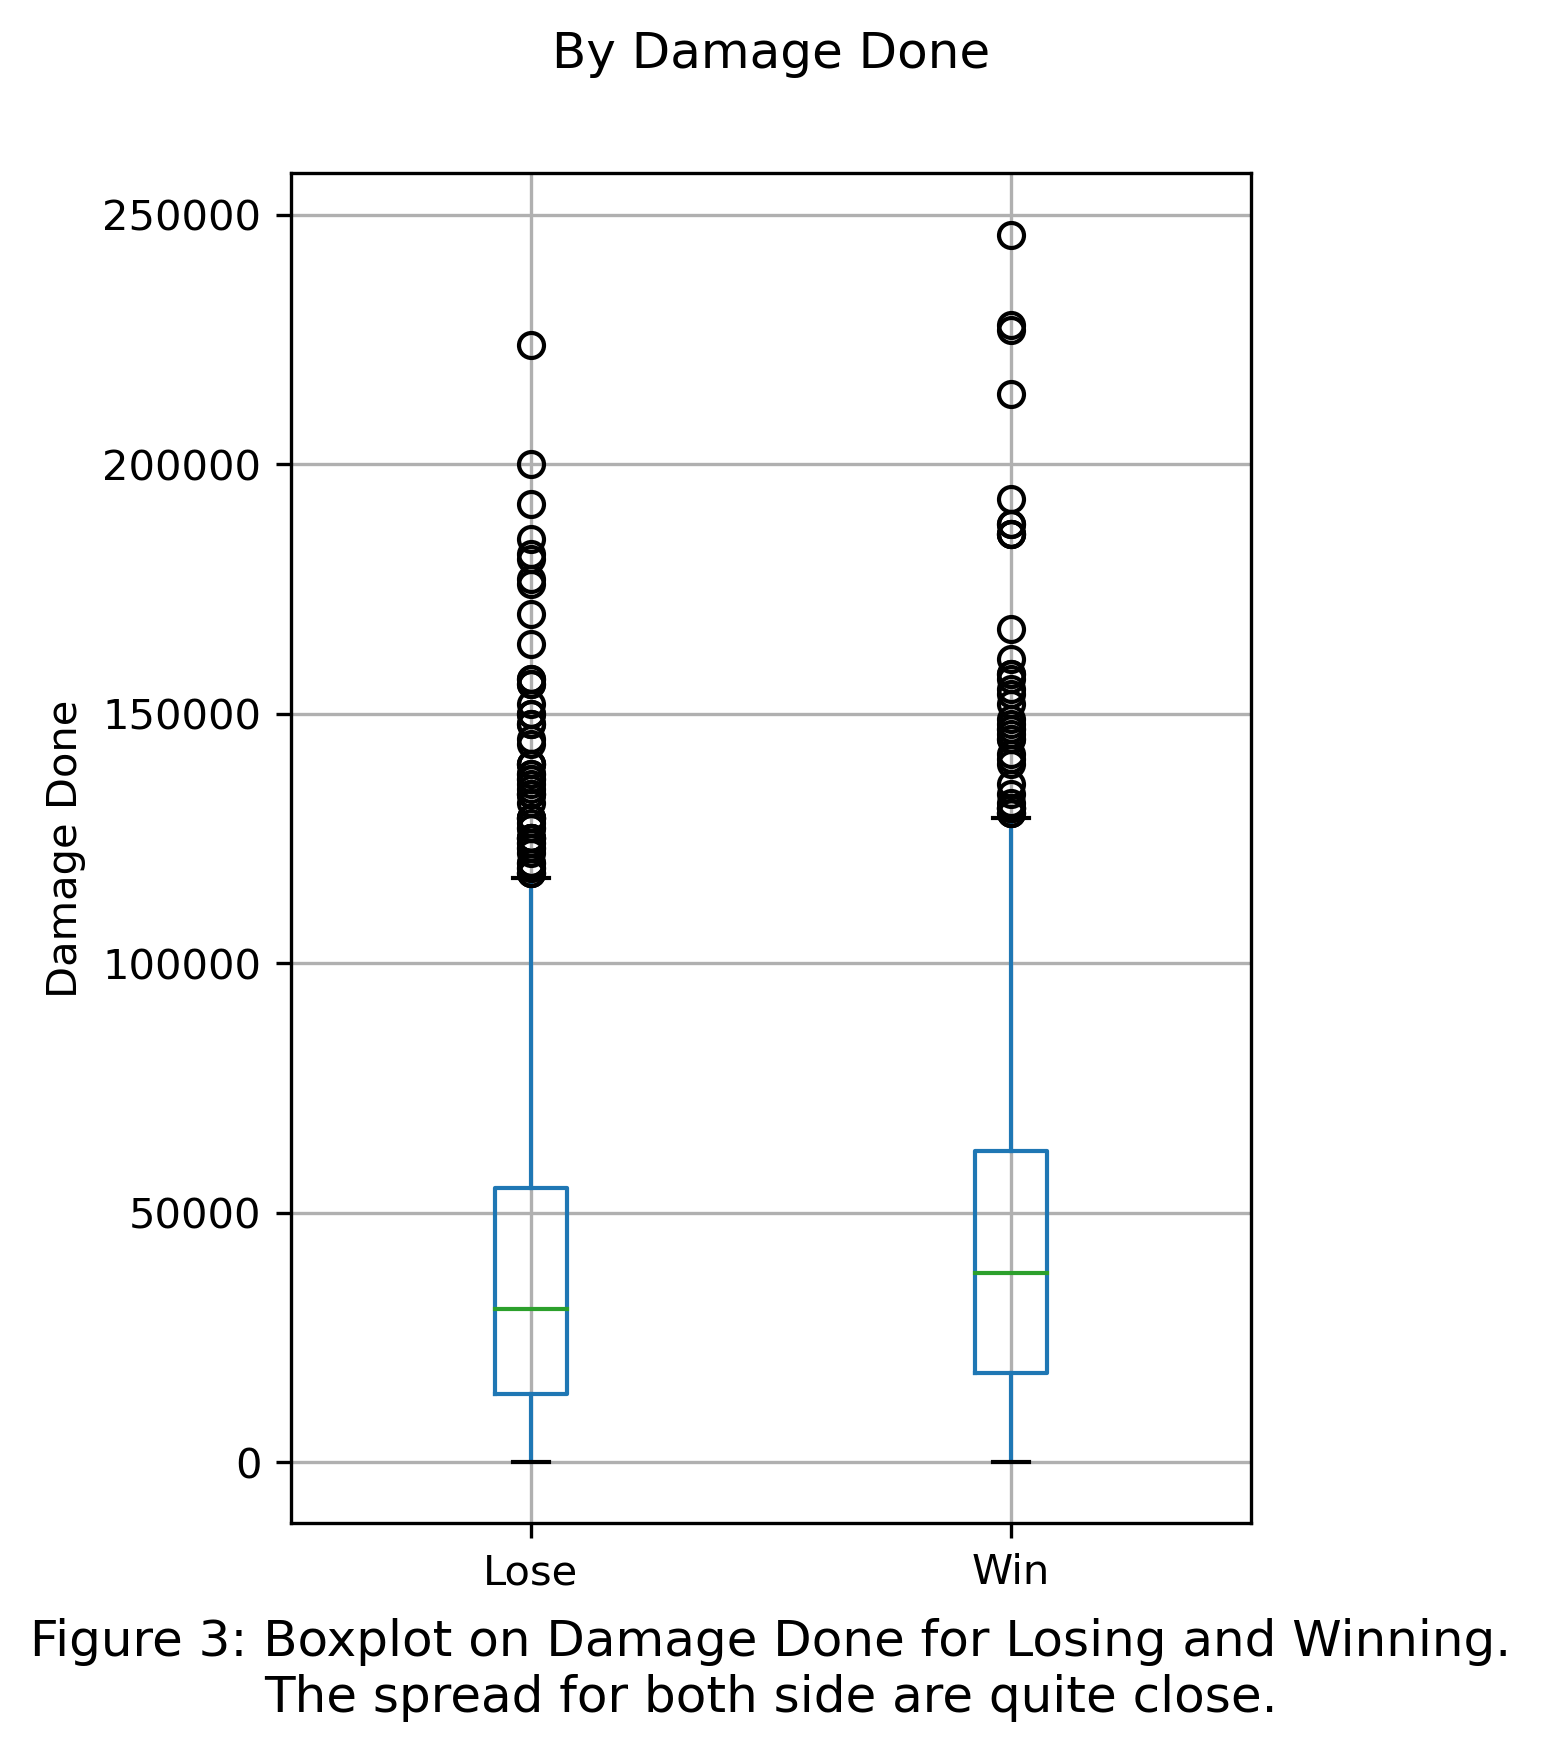 By Damage Done
250000
200000
150000
100000
50000
0
Damage Done
Lose
Win
Figure 3: Boxplot on Damage Done for Losing and Winning.
The spread for both side are quite close.